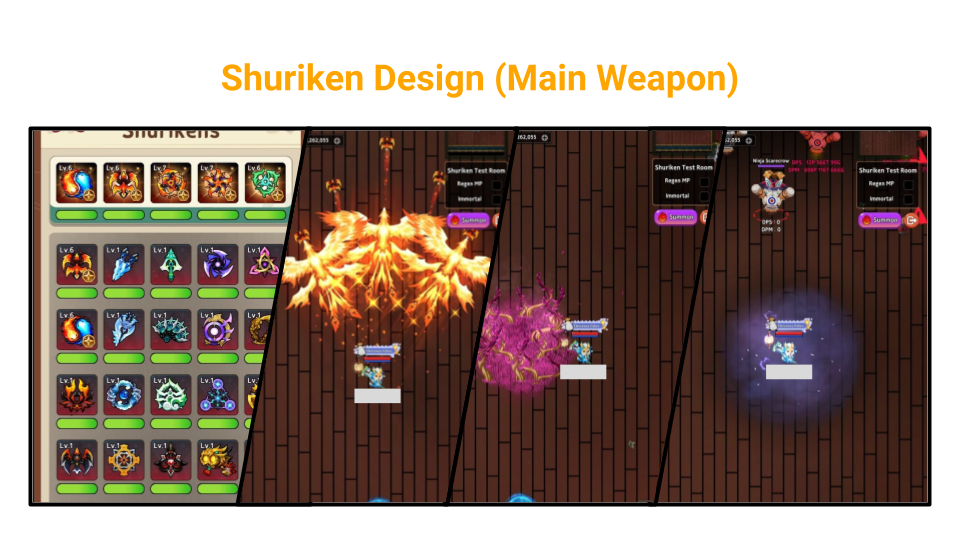 Shuriken Design (Main Weapon)
Shurikens
Lv.6 Lv.6 Lv.7 Lv.7 Lv.6
Lv.6 Lv.1 Lv.1 Lv.1 Lv.1
Lv.6 Lv.1 Lv.1 Lv.1
Lv.1 Lv.1 Lv.1 Lv.1
Lv.1 Lv.1 Lv.1 Lv.1
262,055
Shuriken Test Room
Regen MP
Immortal
Summon
262,055
Shuriken Test Room
Regen MP
Immortal
Summon
2,055
Ninja Scarecrow
DPS : 0
DPM : 0
Shuriken Test Room
Regen MP
Immortal
Summon